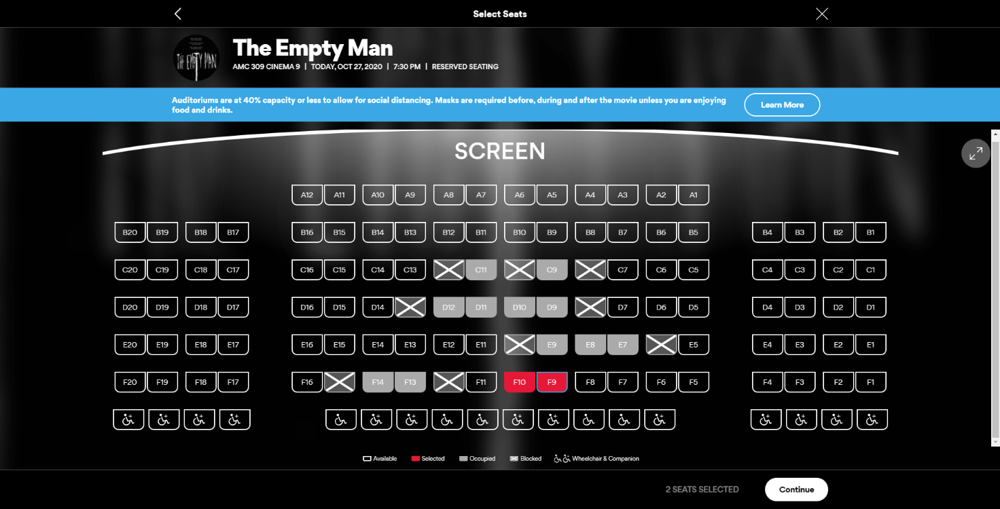 Select Seats
THE EMPTY MAN
The Empty Man
AMC 309 CINEMA 9 | TODAY, OCT 27, 2020 | 7:30 PM | RESERVED SEATING
Auditoriums are at 40% capacity or less to allow for social distancing. Masks are required before, during and after the movie unless you are enjoying
food and drinks.
Learn More
SCREEN
A12 A11 A10 A9 A8 A7 A6 A5 A4 A3 A2 A1
B20 B19 B18 B17 B16 B15 B14 B13 B12 B11 B10 B9 B8 B7 B6 B5 B4 B3 B2 B1
C20 C19 C18 C17 C16 C15 C14 C13 C11 C9 C7 C6 C5 C4 C3 C2 C1
D20 D19 D18 D17 D16 D15 D14 D12 D11 D10 D9 D7 D6 D5 D4 D3 D2 D1
E20 E19 E18 E17 E16 E15 E14 E13 E12 E11 E9 E8 E7 E5 E4 E3 E2 E1
F20 F19 F18 F17 F16 F14 F13 F11 F10 F9 F8 F7 F6 F5 F4 F3 F2 F1
Available Selected Occupied Blocked Wheelchair & Companion
2 SEATS SELECTED
Continue